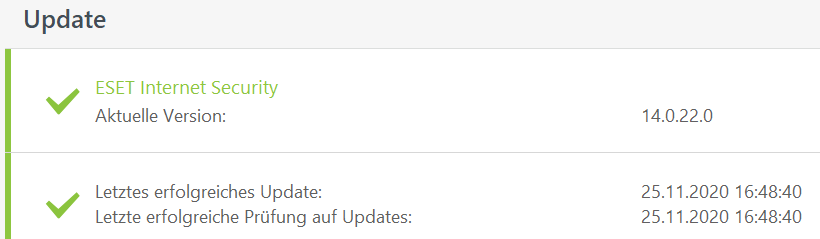 Update
ESET Internet Security
Aktuelle Version: 14.0.22.0
Letztes erfolgreiches Update: 25.11.2020 16:48:40
Letzte erfolgreiche Prüfung auf Updates: 25.11.2020 16:48:40